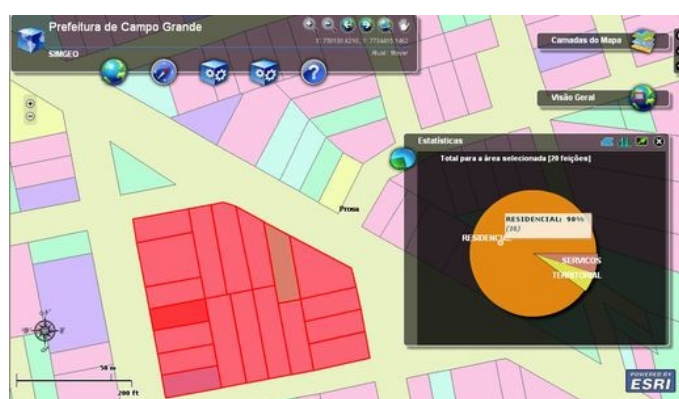 Prefeitura de Campo Grande
SIMGEO
Atual: Mover
Camadas do Mapa
Visão Geral
Estatísticas
Total para a área selecionada [20 feições]
RESIDENCIAL: 90%
(18)
RESIDENCIAL
SERVICOS
TERRITORIAL
Prosa
50 m
200 ft
POWERED BY
ESRI